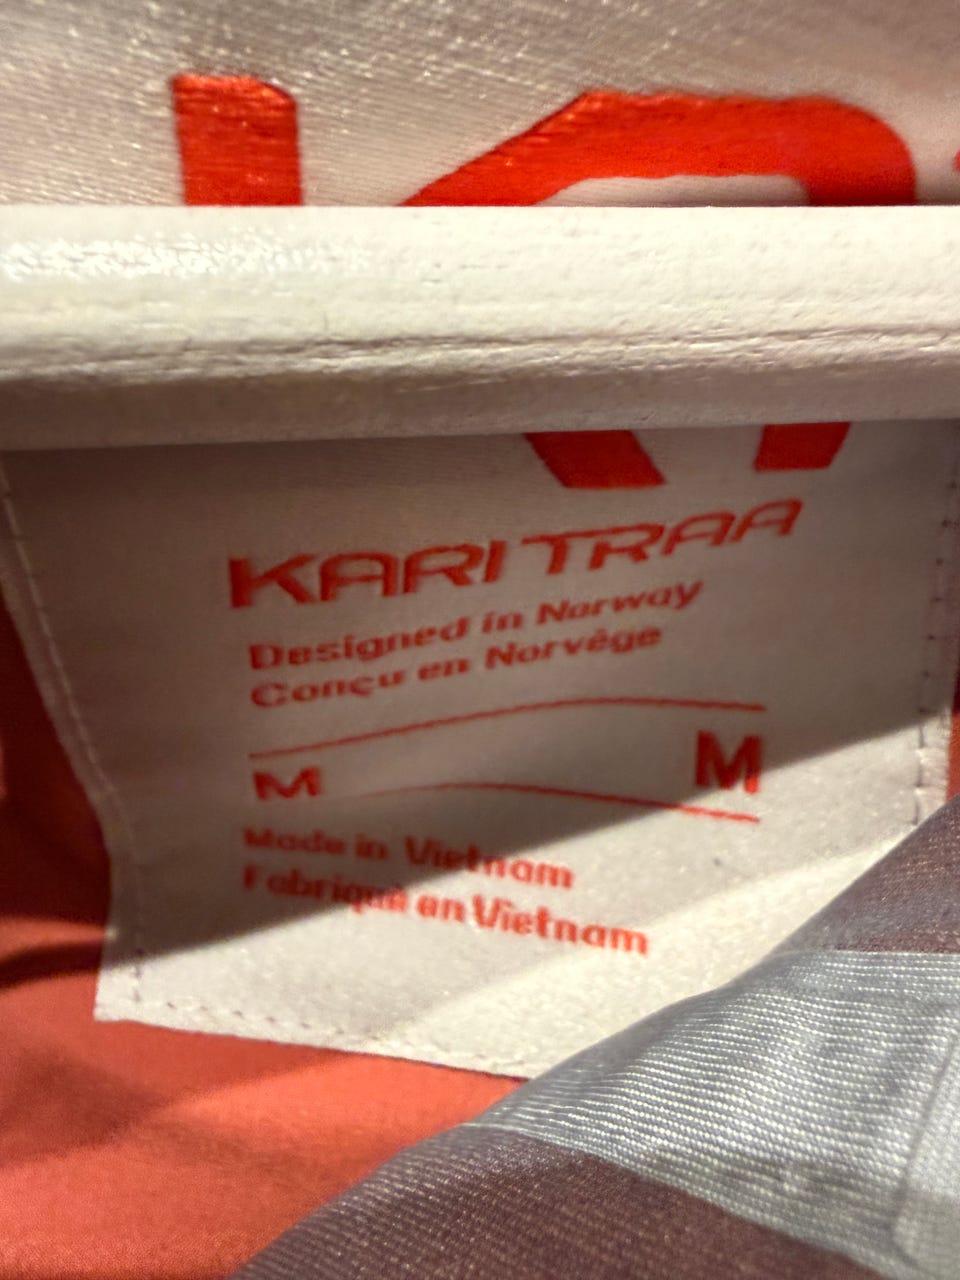 KARI TRAA
Designed in Norway
Conçu en Norvège
M M
Made in Vietnam
Fabriqué en Vietnam